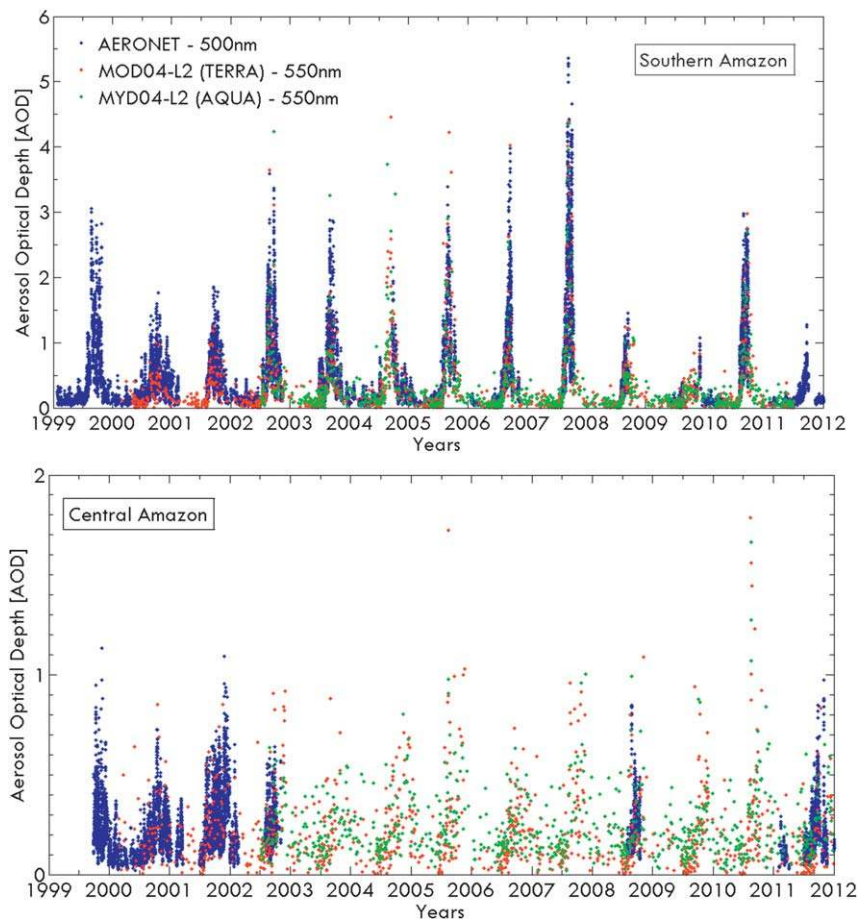 6
5
4
3
2
1
0
Aerosol Optical Depth [AOD]
AERONET - 500nm
MOD04-L2 (TERRA) - 550nm
MYD04-L2 (AQUA) - 550nm
Southern Amazon
1999 2000 2001 2002 2003 2004 2005 2006 2007 2008 2009 2010 2011 2012
Years
2
1
0
Aerosol Optical Depth [AOD]
Central Amazon
1999 2000 2001 2002 2003 2004 2005 2006 2007 2008 2009 2010 2011 2012
Years